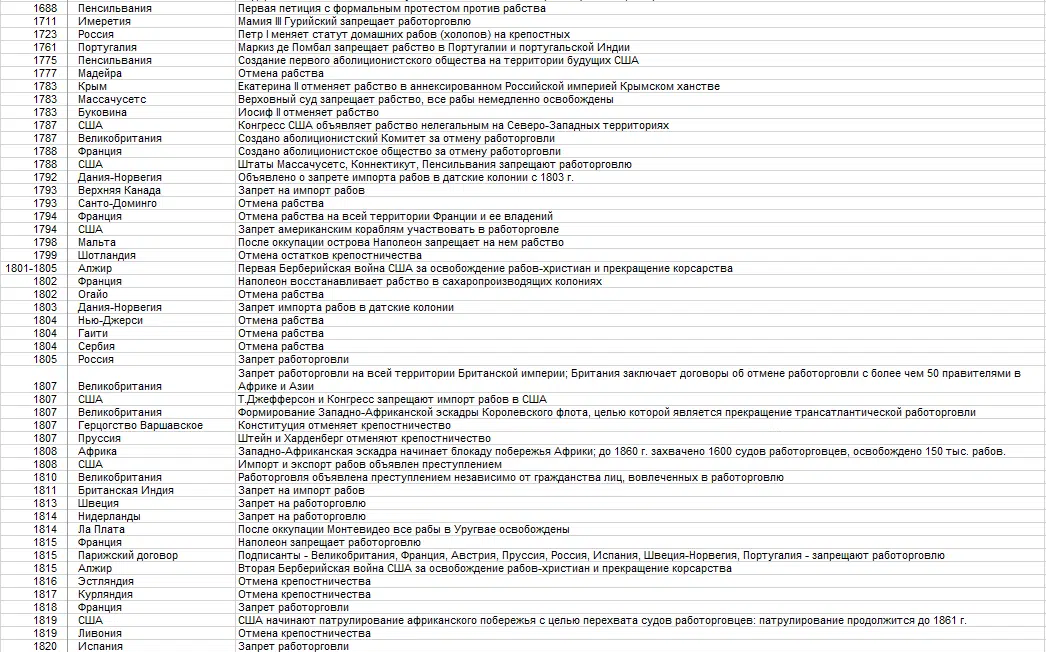 1688 Пенсильвания Первая петиция с формальным протестом против рабства
1711 Имеретия Мамия III Гурийский запрещает работорговлю
1723 Россия Петр I меняет статут домашних рабов (холопов) на крепостных
1761 Португалия Маркиз де Помбал запрещает рабство в Португалии и португальской Индии
1775 Пенсильвания Создание первого аболиционистского общества на территории будущих США
1777 Мадейра Отмена рабства
1783 Крым Екатерина II отменяет рабство в аннексированном Российской империей Крымском ханстве
1783 Массачусетс Верховный суд запрещает рабство, все рабы немедленно освобождены
1783 Буковина Иосиф II отменяет рабство
1787 США Конгресс США объявляет рабство нелегальным на Северо-Западных территориях
1787 Великобритания Создано аболиционистский Комитет за отмену работорговли
1788 Франция Создано аболиционистское общество за отмену работорговли
1788 США Штаты Массачусетс, Коннектикут, Пенсильвания запрещают работорговлю
1792 Дания-Норвегия Объявлено о запрете импорта рабов в датские колонии с 1803 г.
1793 Верхняя Канада Запрет на импорт рабов
1793 Санто-Доминго Отмена рабства
1794 Франция Отмена рабства на всей территории Франции и ее владений
1794 США Запрет американским кораблям участвовать в работорговле
1798 Мальта После оккупации острова Наполеон запрещает на нем рабство
1799 Шотландия Отмена остатков крепостничества
1801-1805 Алжир Первая Берберийская война США за освобождение рабов-христиан и прекращение корсарства
1802 Франция Наполеон восстанавливает рабство в сахаропроизводящих колониях
1802 Огайо Отмена рабства
1803 Дания-Норвегия Запрет импорта рабов в датские колонии
1804 Нью-Джерси Отмена рабства
1804 Гаити Отмена рабства
1804 Сербия Отмена рабства
1805 Россия Запрет работоргвли
Запрет работорговли на всей территории Британской империи; Британия заключает договоры об отмене работорговли с более чем 50 правителями в
1807 Великобритания Африке и Азии
1807 США Т.Джефферсон и Конгресс запрещают импорт рабов в США
1807 Великобритания Формирование Западно-Африканской эскадры Королевского флота, целью которой является прекращение трансатлантической работорговли
1807 Герцогство Варшавское Конституция отменяет крепостничество
1807 Пруссия Штейн и Харденберг отменяют крепостничество
1808 Африка Западно-Африканская эскадра начинает блокаду побережья Африки; до 1860 г. захвачено 1600 судов работорговцев, освобождено 150 тыс. рабов.
1808 США Импорт и экспорт рабов объявлен преступлением
1810 Великобритания Работорговля объявлена преступлением независимо от гражданства лиц, вовлеченных в работорговлю
1811 Британская Индия Запрет на импорт рабов
1813 Швеция Запрет на работорговлю
1814 Нидерланды Запрет на работорговлю
1814 Ла Плата После оккупации Монтевидео все рабы в Уругвае освобождены
1815 Франция Наполеон запрещает работорговлю
1815 Парижский договор Подписанты - Великобритания, Франция, Австрия, Пруссия, Россия, Испания, Швеция-Норвегия, Португалия - запрещают работорговлю
1815 Алжир Вторая Берберийская война США за освобождение рабов-христиан и прекращение корсарства
1816 Эстляндия Отмена крепостничества
1817 Курляндия Отмена крепостничества
1818 Франция Запрет работорговли
1819 США США начинают патрулирование африканского побережья с целью перехвата судов работорговцев: патрулирование продолжится до 1861 г.
1819 Ливония Отмена крепостничества
1820 Испания Запрет работорговли